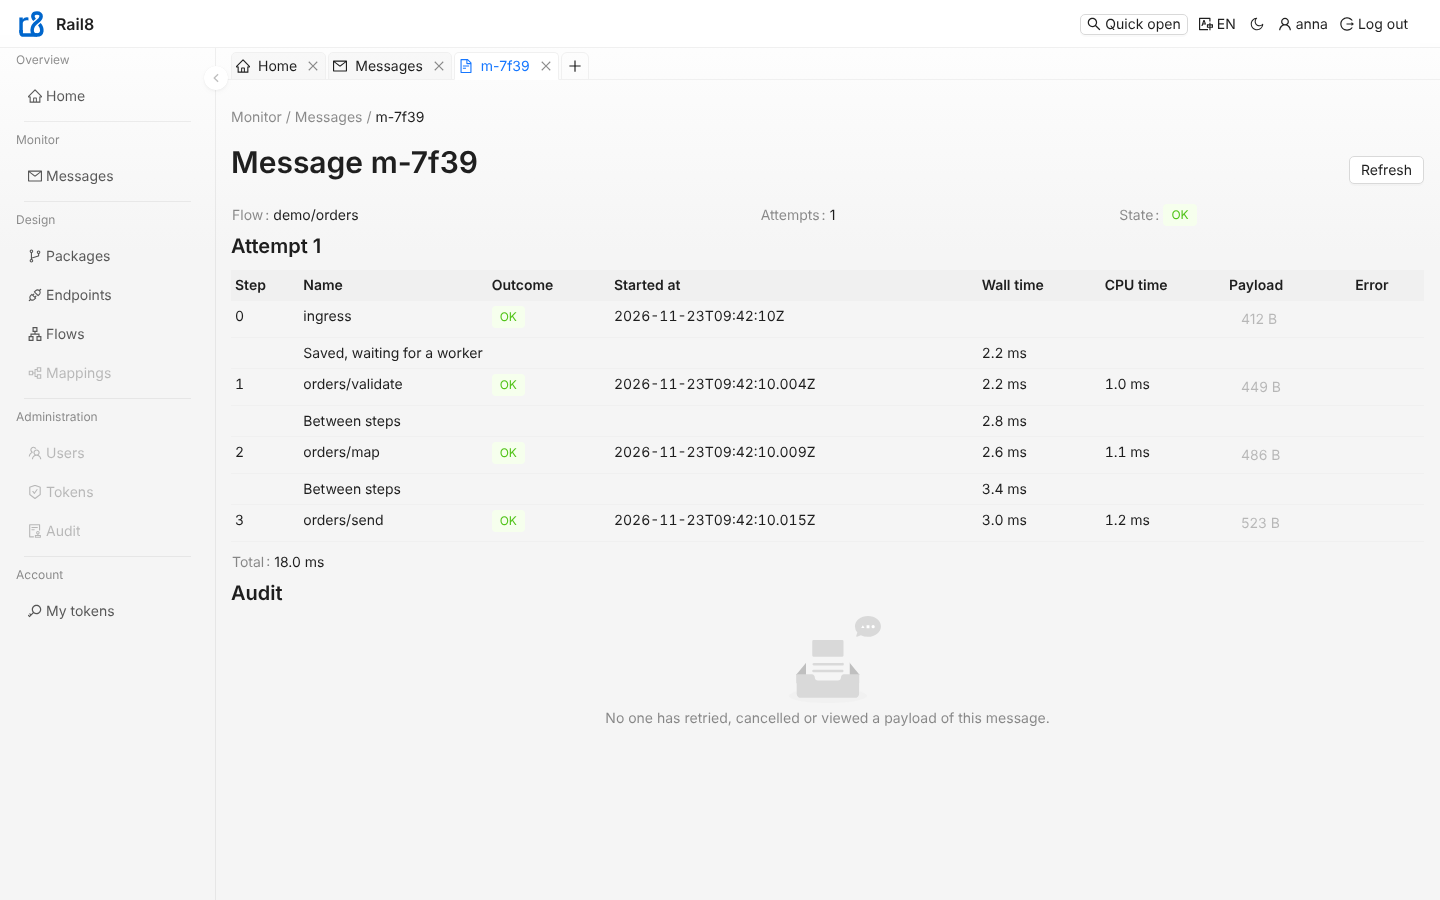 Rail8
Quick open
EN
anna
Log out
Overview
Home
Monitor
Messages
Design
Packages
Endpoints
Flows
Mappings
Administration
Users
Tokens
Audit
Account
My tokens
Home
Messages
m-7f39
Monitor / Messages / m-7f39
Message m-7f39
Refresh
Flow: demo/orders Attempts: 1 State: OK
Attempt 1
Step Name Outcome Started at Wall time CPU time Payload Error
0 ingress OK 2026-11-23T09:42:10Z 412 B
Saved, waiting for a worker 2.2 ms
1 orders/validate OK 2026-11-23T09:42:10.004Z 2.2 ms 1.0 ms 449 B
Between steps 2.8 ms
2 orders/map OK 2026-11-23T09:42:10.009Z 2.6 ms 1.1 ms 486 B
Between steps 3.4 ms
3 orders/send OK 2026-11-23T09:42:10.015Z 3.0 ms 1.2 ms 523 B
Total: 18.0 ms
Audit
No one has retried, cancelled or viewed a payload of this message.